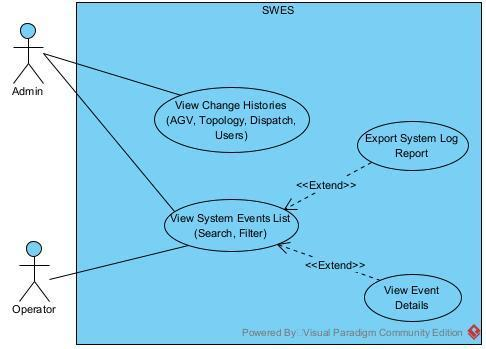 SWES
Admin
View Change Histories
(AGV, Topology, Dispatch,
Users)
Export System Log
Report
<<Extend>>
View System Events List
(Search, Filter)
Operator
<<Extend>>
View Event
Details
Powered By Visual Paradigm Community Edition